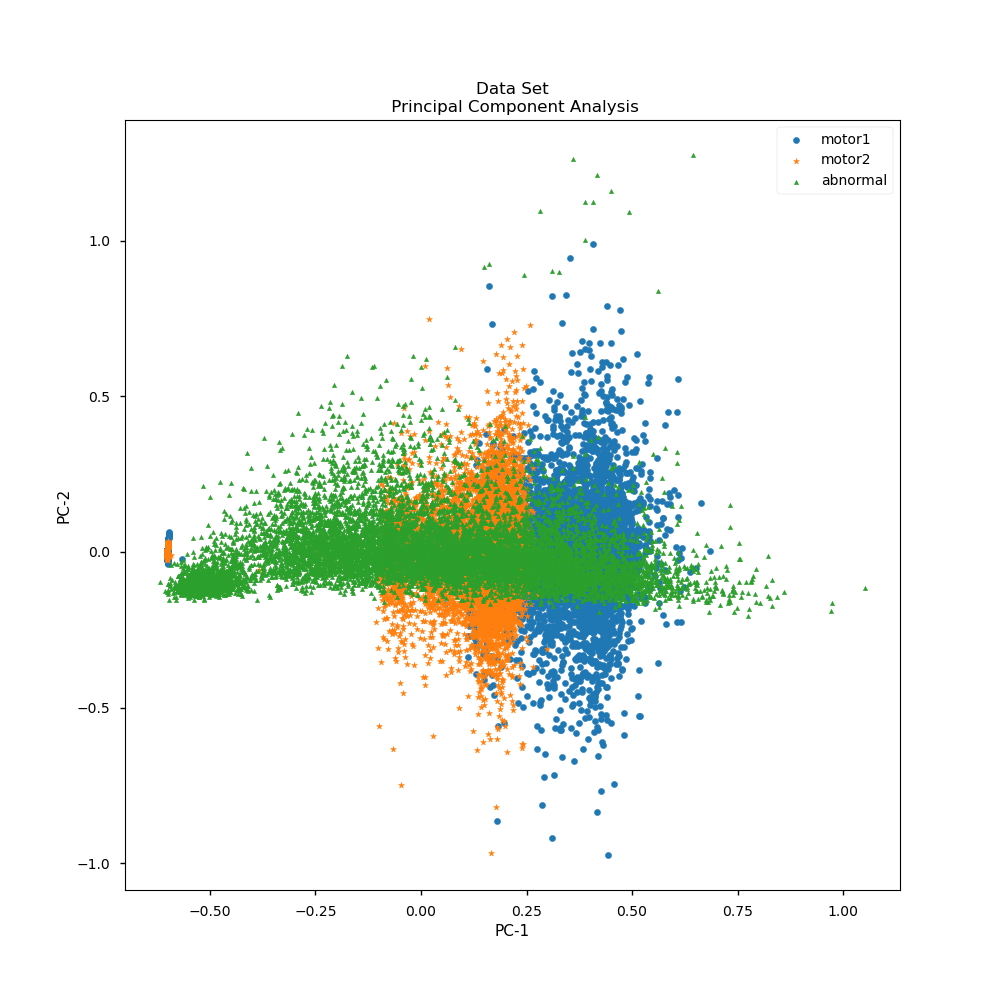 Data Set
Principal Component Analysis
motor1
motor2
abnormal
PC-2
1.0
0.5
0.0
−0.5
−1.0
−0.50
−0.25
0.00
0.25
0.50
0.75
1.00
PC-1